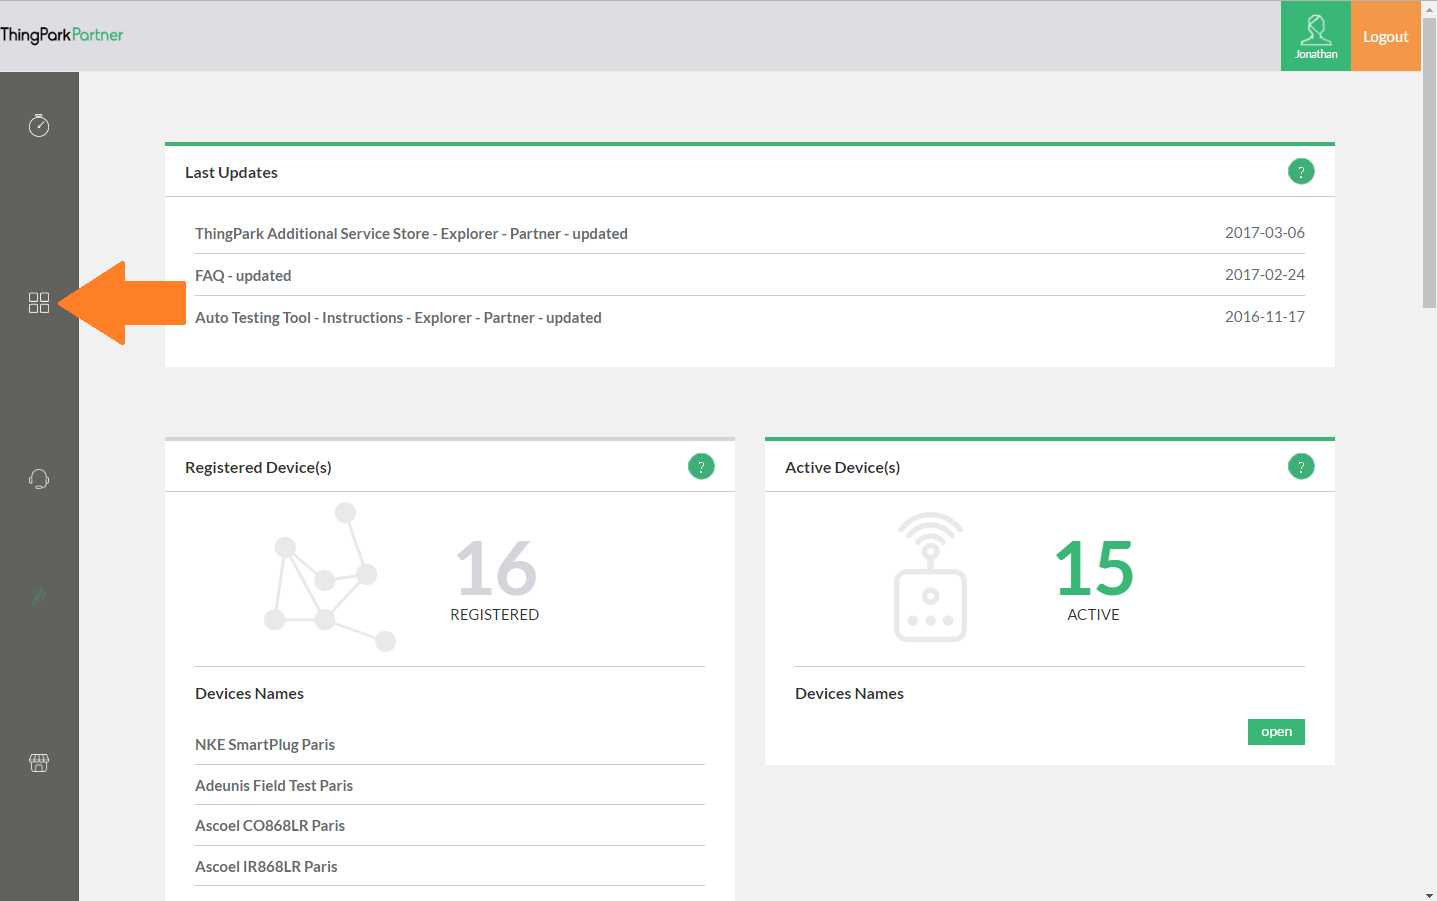 ThingParkPartner
Jonathan
Logout
Last Updates
?
ThingPark Additional Service Store - Explorer - Partner - updated
2017-03-06
FAQ - updated
2017-02-24
Auto Testing Tool - Instructions - Explorer - Partner - updated
2016-11-17
Registered Device(s)
?
16
REGISTERED
Devices Names
NKE SmartPlug Paris
Adeunis Field Test Paris
Ascoel CO868LR Paris
Ascoel IR868LR Paris
Active Device(s)
?
15
ACTIVE
Devices Names
open